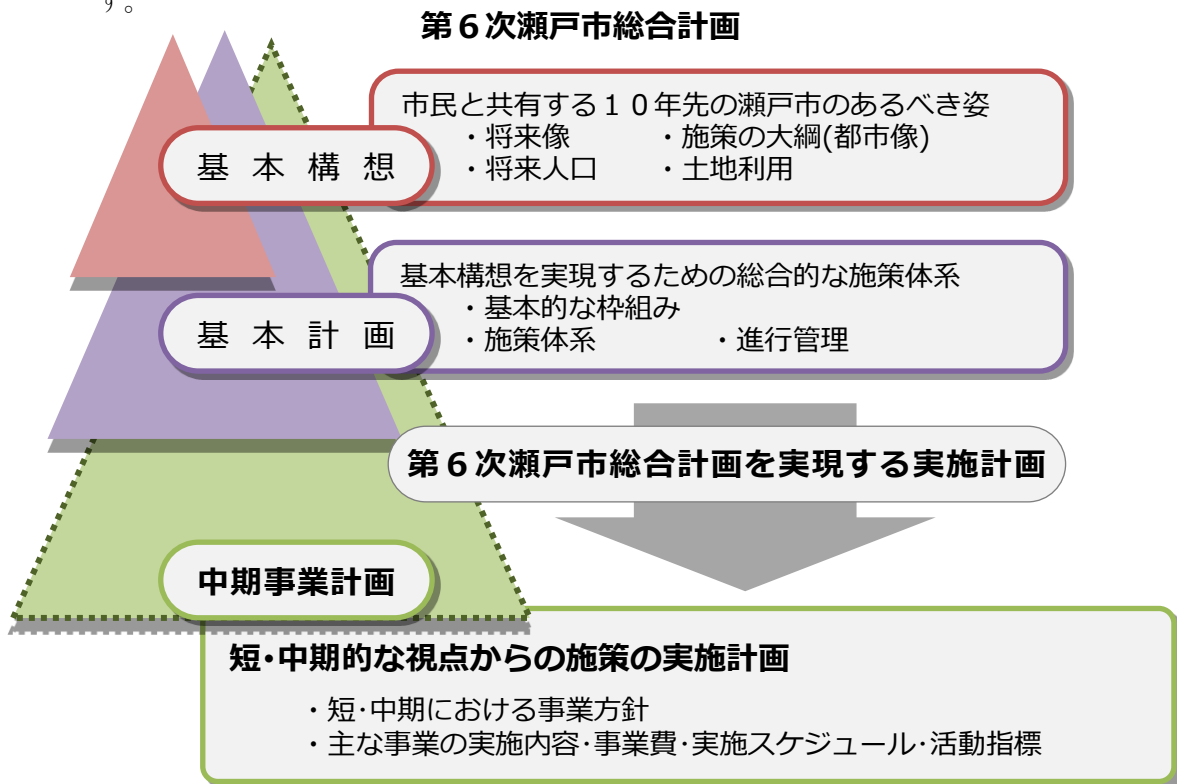 す。
第6次瀬戸市総合計画
市民と共有する10年先の瀬戸市のあるべき姿
・将来像　・施策の大綱(都市像)
・将来人口　・土地利用
基本構想
基本構想を実現するための総合的な施策体系
・基本的な枠組み
・施策体系　・進行管理
基本計画
第6次瀬戸市総合計画を実現する実施計画
中期事業計画
短･中期的な視点からの施策の実施計画
・短･中期における事業方針
・主な事業の実施内容･事業費･実施スケジュール･活動指標